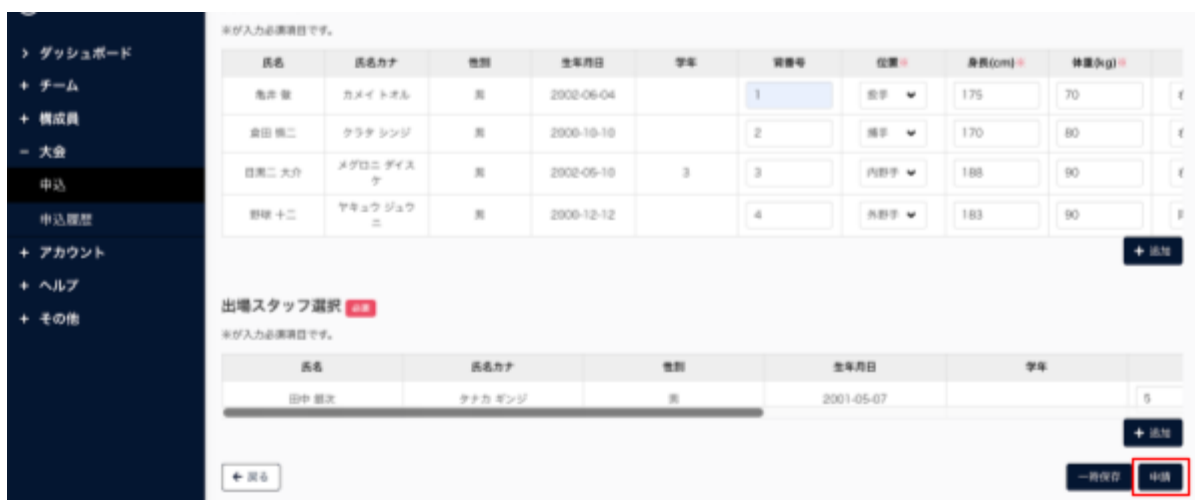 ※が入力必須項目です。
> ダッシュボード
+ チーム
+ 構成員
− 大会
申込
申込履歴
+ アカウント
+ ヘルプ
+ その他
氏名 氏名カナ 性別 生年月日 学年 背番号 位置※ 身長(cm)※ 体重(kg)※
亀井 徹 カメイ トオル 男 2002-06-04 1 投手 175 70
倉田 慎二 クラタ シンジ 男 2000-10-10 2 捕手 170 80
目黒二 大介 メグロニ ダイスケ 男 2002-05-10 3 3 内野手 188 90
野球 十二 ヤキュウ ジュウニ 男 2000-12-12 4 外野手 183 90
+ 追加
出場スタッフ選択 必須
※が入力必須項目です。
氏名 氏名カナ 性別 生年月日 学年
田中 銀次 タナカ ギンジ 男 2001-05-07 5
+ 追加
← 戻る 一時保存 申請